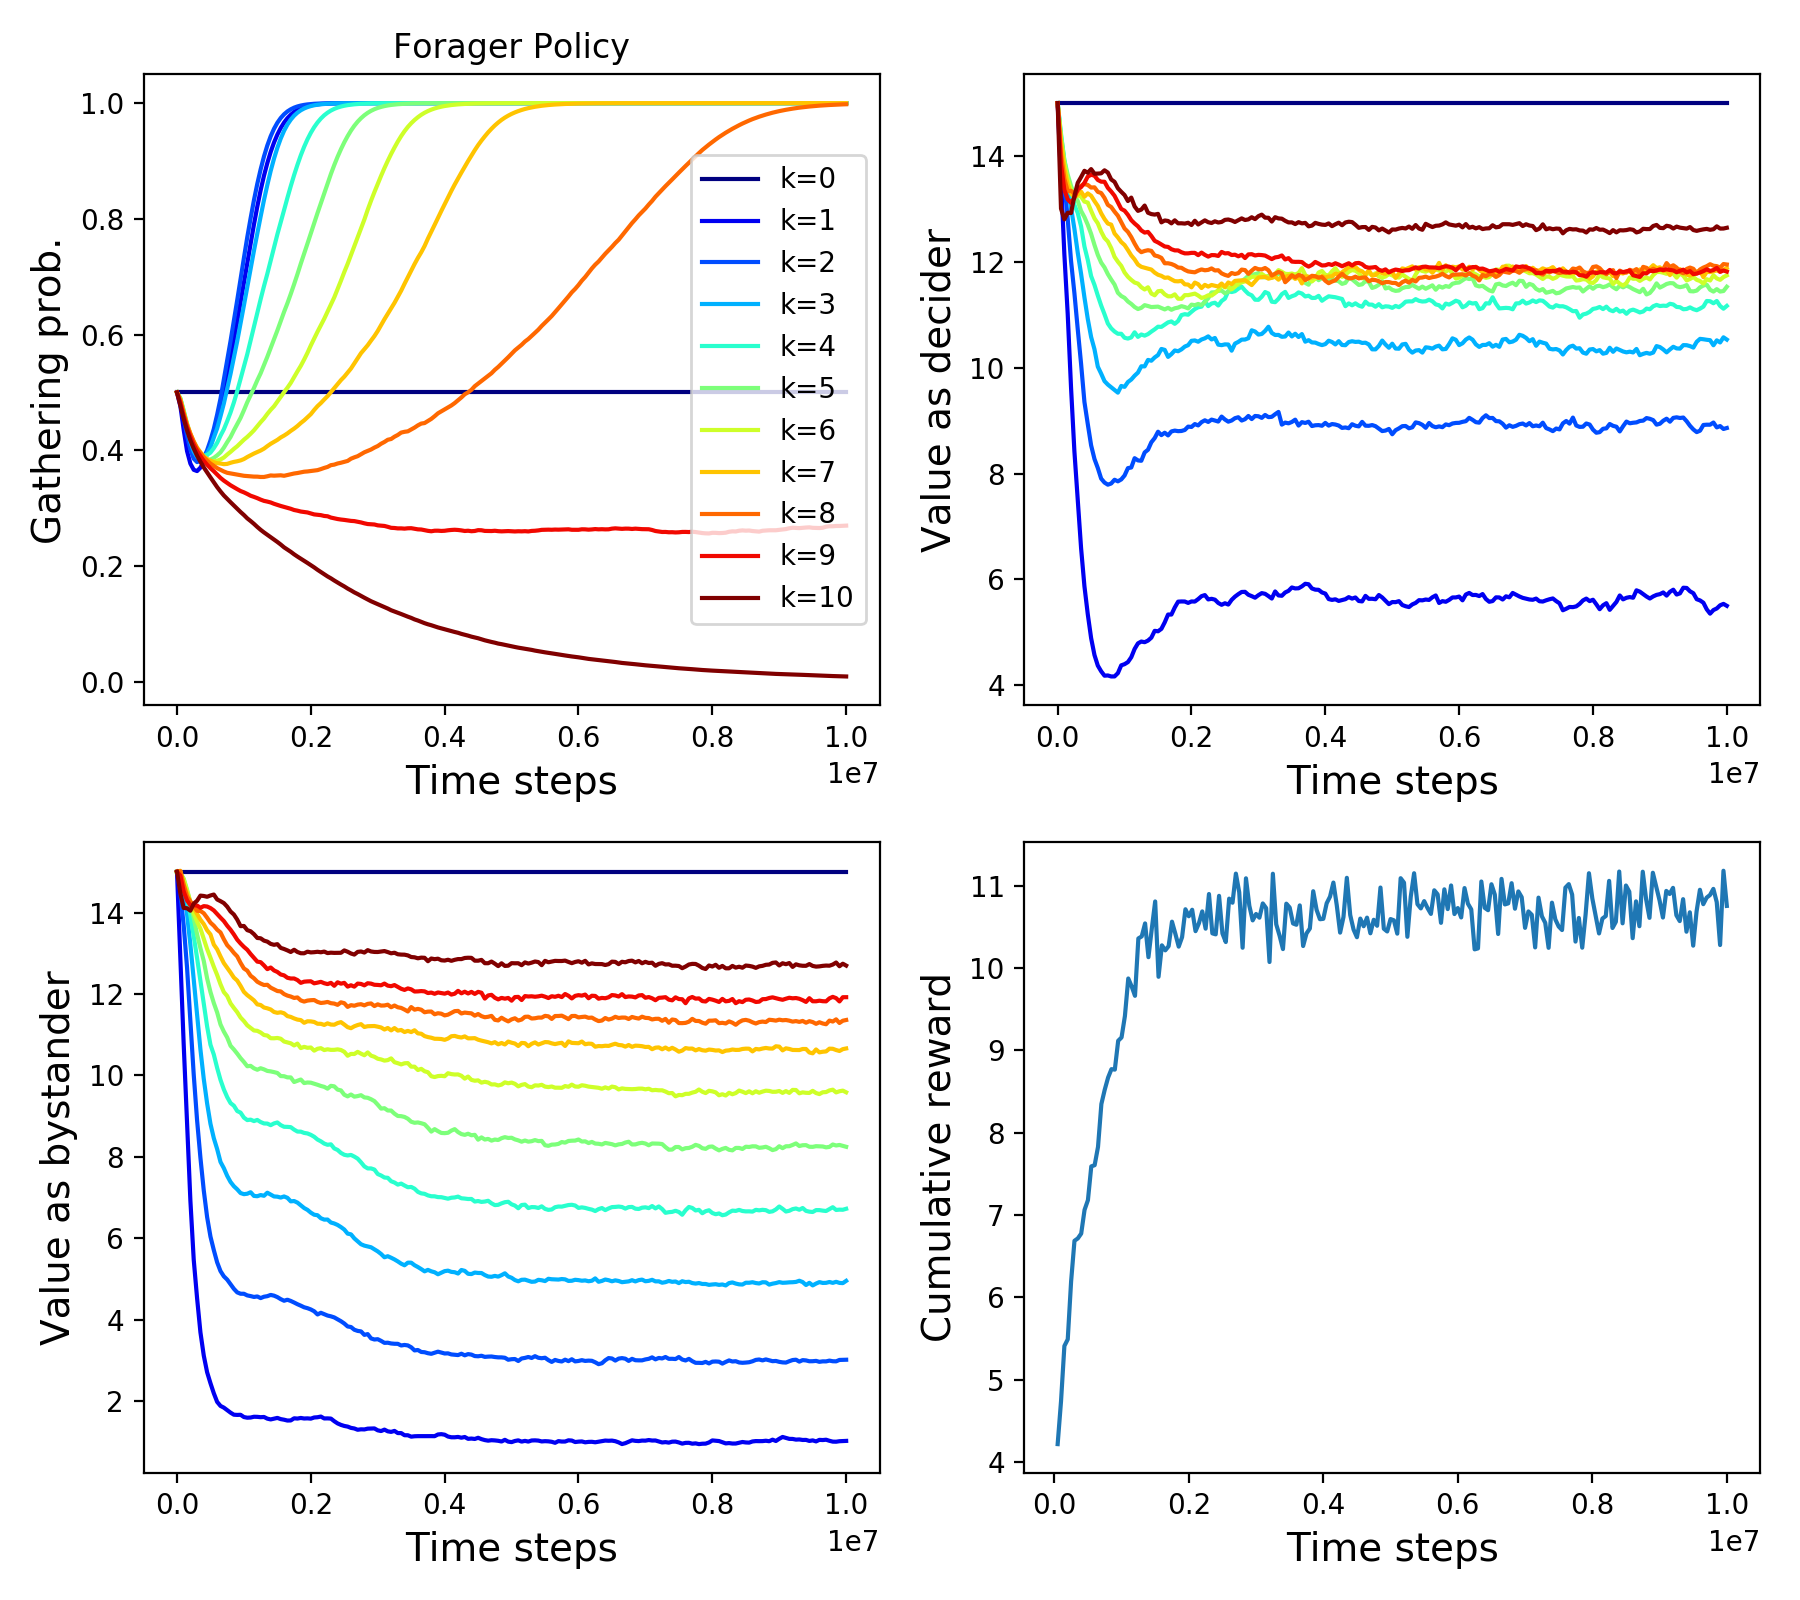 Forager Policy
Gathering prob.
1.0
0.8
0.6
0.4
0.2
0.0
k=0
k=1
k=2
k=3
k=4
k=5
k=6
k=7
k=8
k=9
k=10
0.0 0.2 0.4 0.6 0.8 1.0
1e7
Time steps
Value as decider
14
12
10
8
6
4
0.0 0.2 0.4 0.6 0.8 1.0
1e7
Time steps
Value as bystander
14
12
10
8
6
4
2
0.0 0.2 0.4 0.6 0.8 1.0
1e7
Time steps
Cumulative reward
11
10
9
8
7
6
5
4
0.0 0.2 0.4 0.6 0.8 1.0
1e7
Time steps